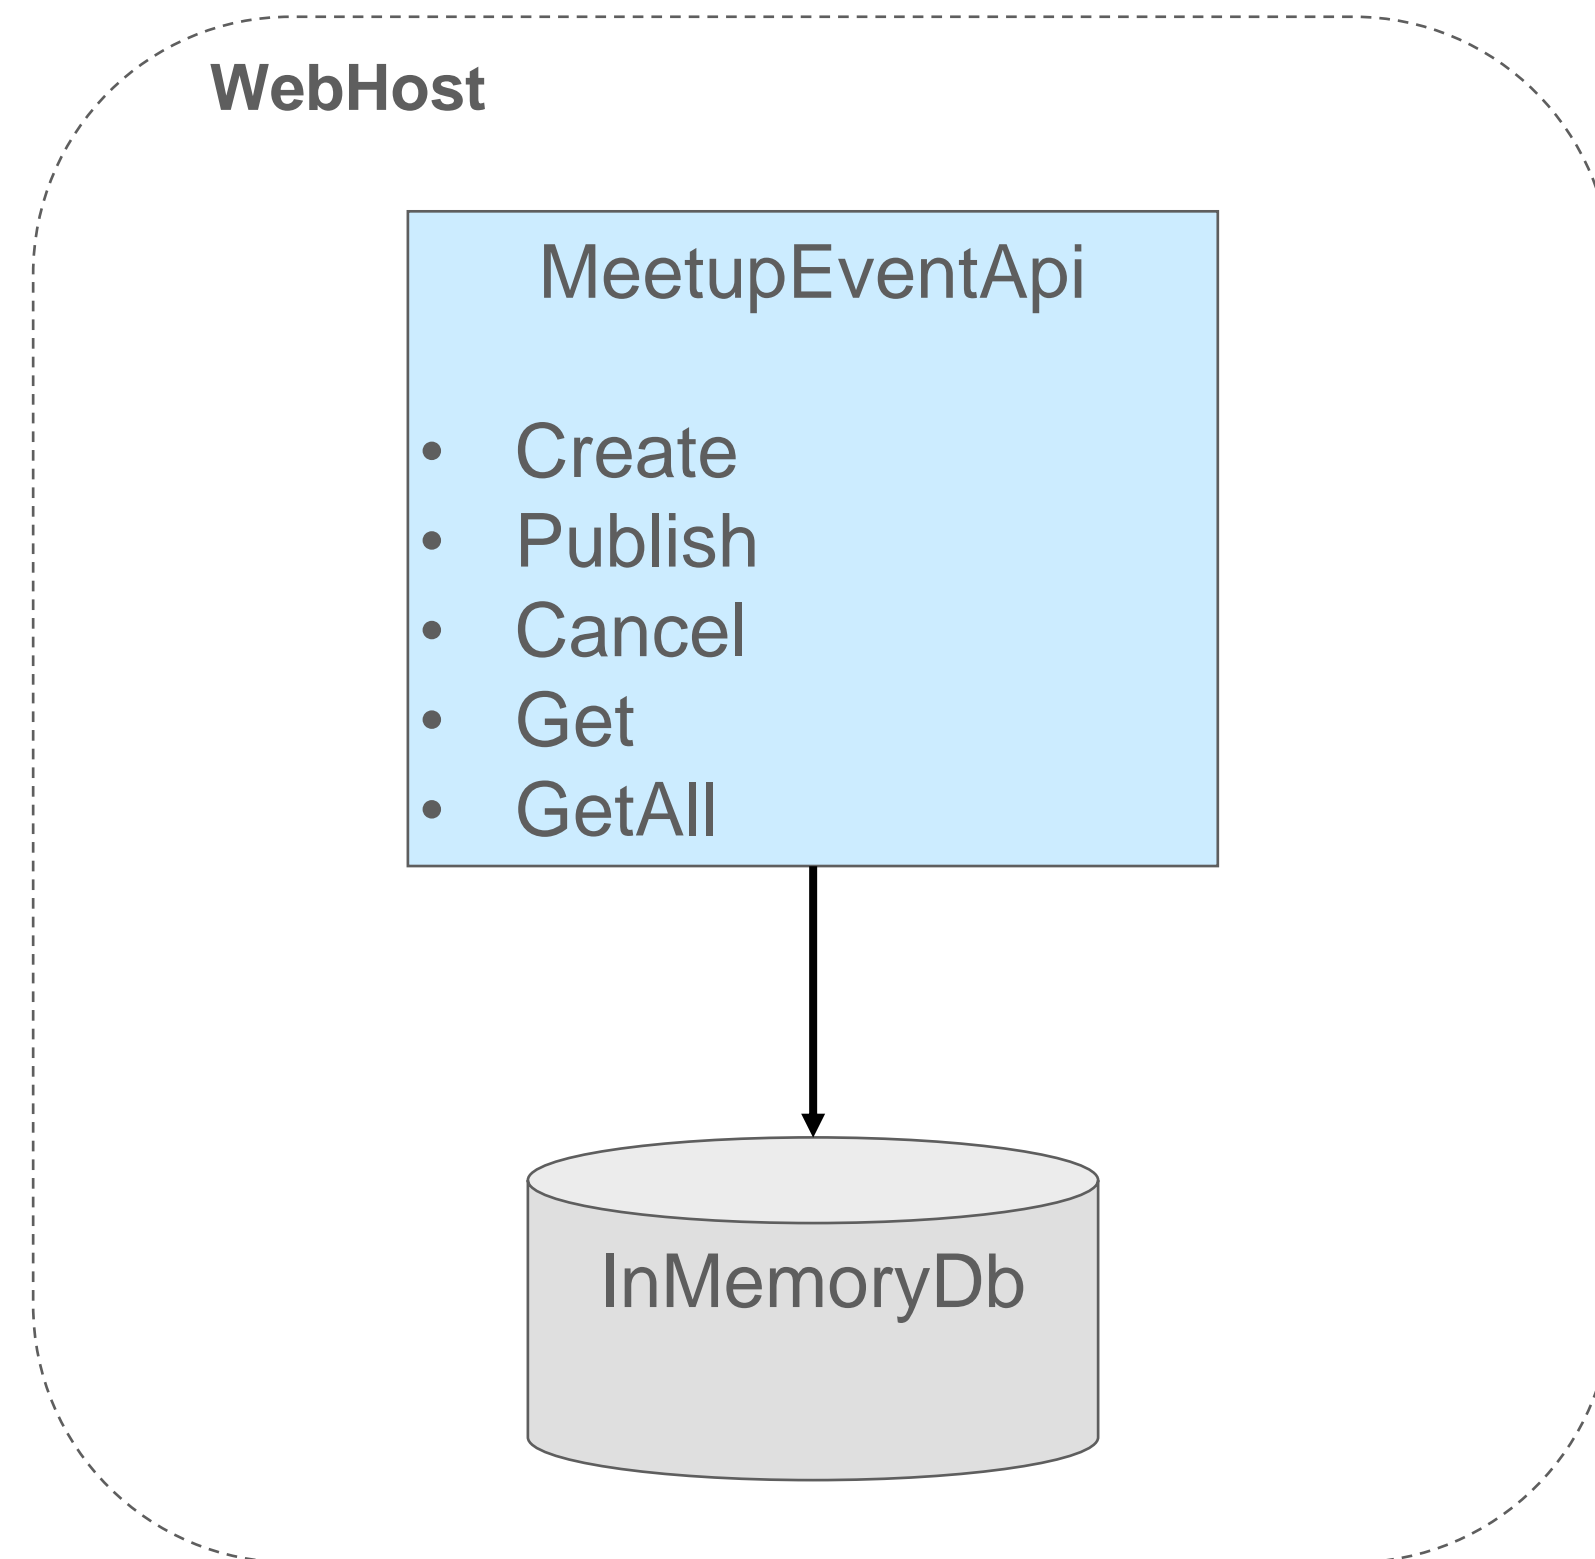 WebHost
MeetupEventApi
• Create
• Publish
• Cancel
• Get
• GetAll
InMemoryDb